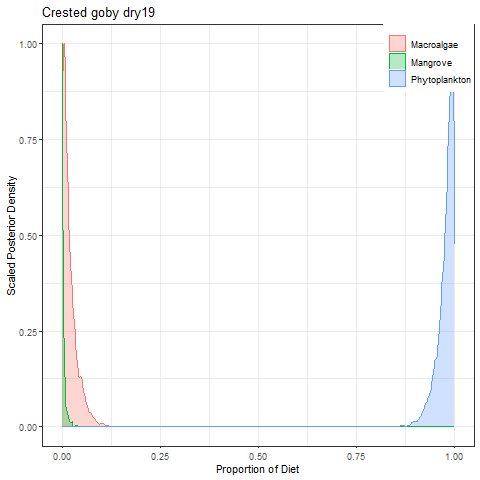 Crested goby dry19
Macroalgae
Mangrove
Phytoplankton
1.00
0.75
0.50
0.25
0.00
Scaled Posterior Density
0.00 0.25 0.50 0.75 1.00
Proportion of Diet